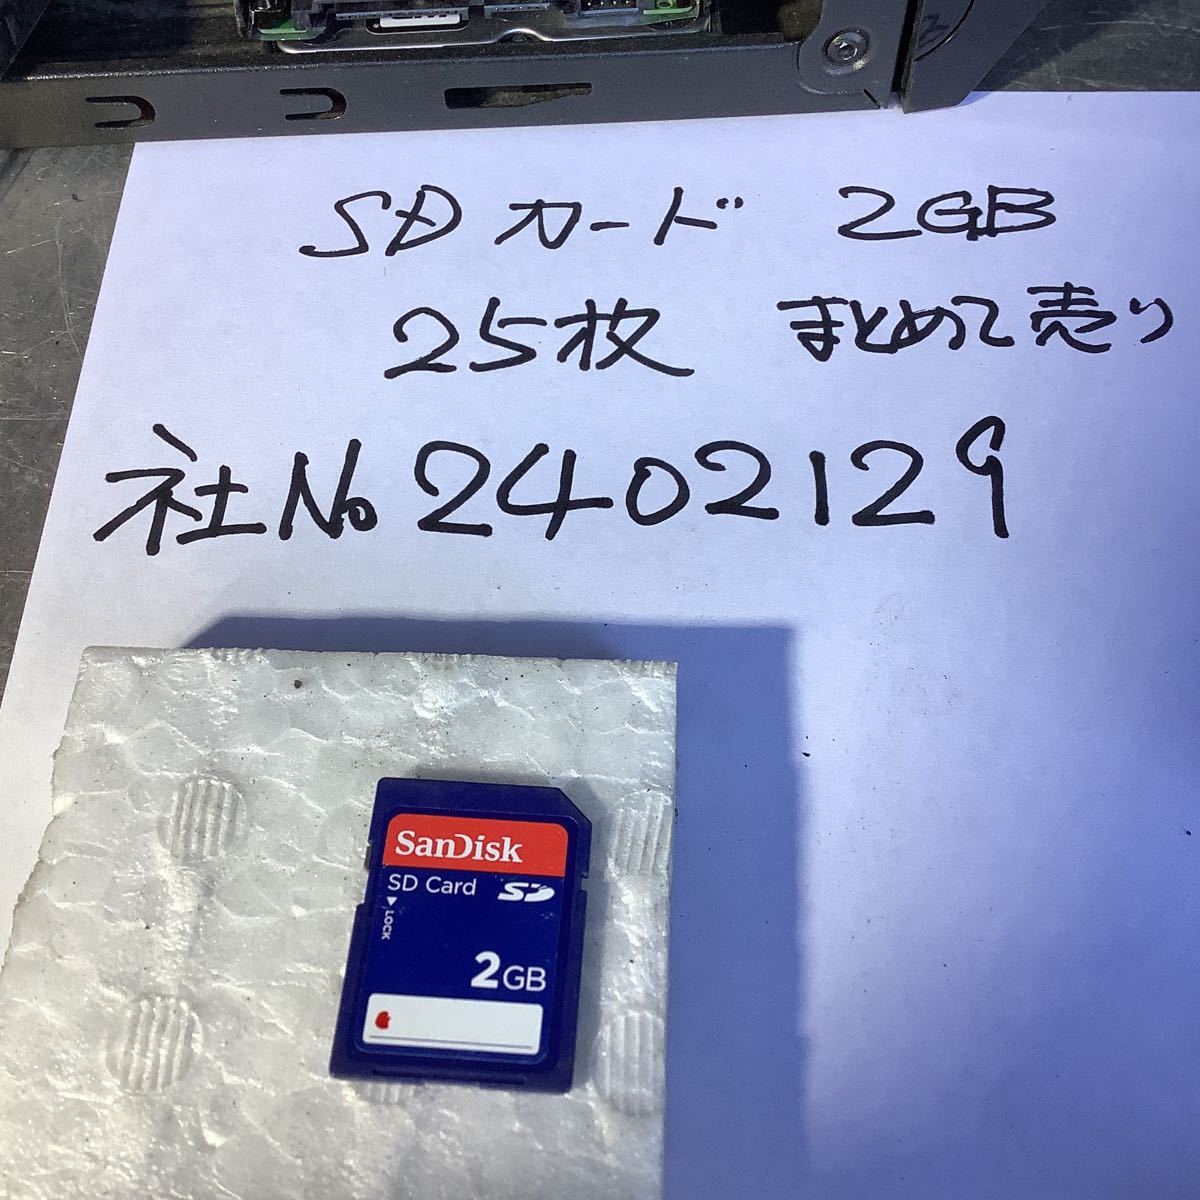 SDカード 2GB
25枚 まとめて売り
社No 2402129
SanDisk
SD Card SD
LOCK
2GB